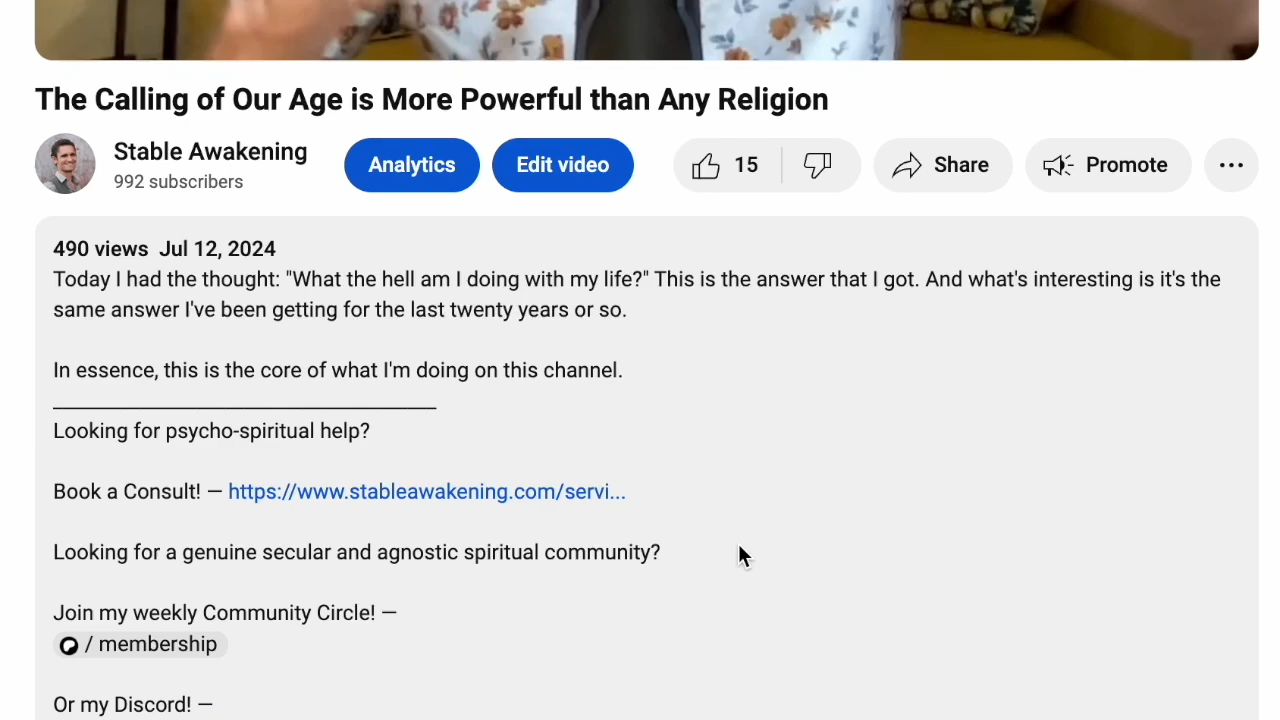 The Calling of Our Age is More Powerful than Any Religion
Stable Awakening
992 subscribers
Analytics
Edit video
15
Share
Promote
490 views Jul 12, 2024
Today I had the thought: "What the hell am I doing with my life?" This is the answer that I got. And what's interesting is it's the
same answer I've been getting for the last twenty years or so.
In essence, this is the core of what I'm doing on this channel.
___________________________________
Looking for psycho-spiritual help?
Book a Consult! — https://www.stableawakening.com/servi...
Looking for a genuine secular and agnostic spiritual community?
Join my weekly Community Circle! —
/ membership
Or my Discord! —